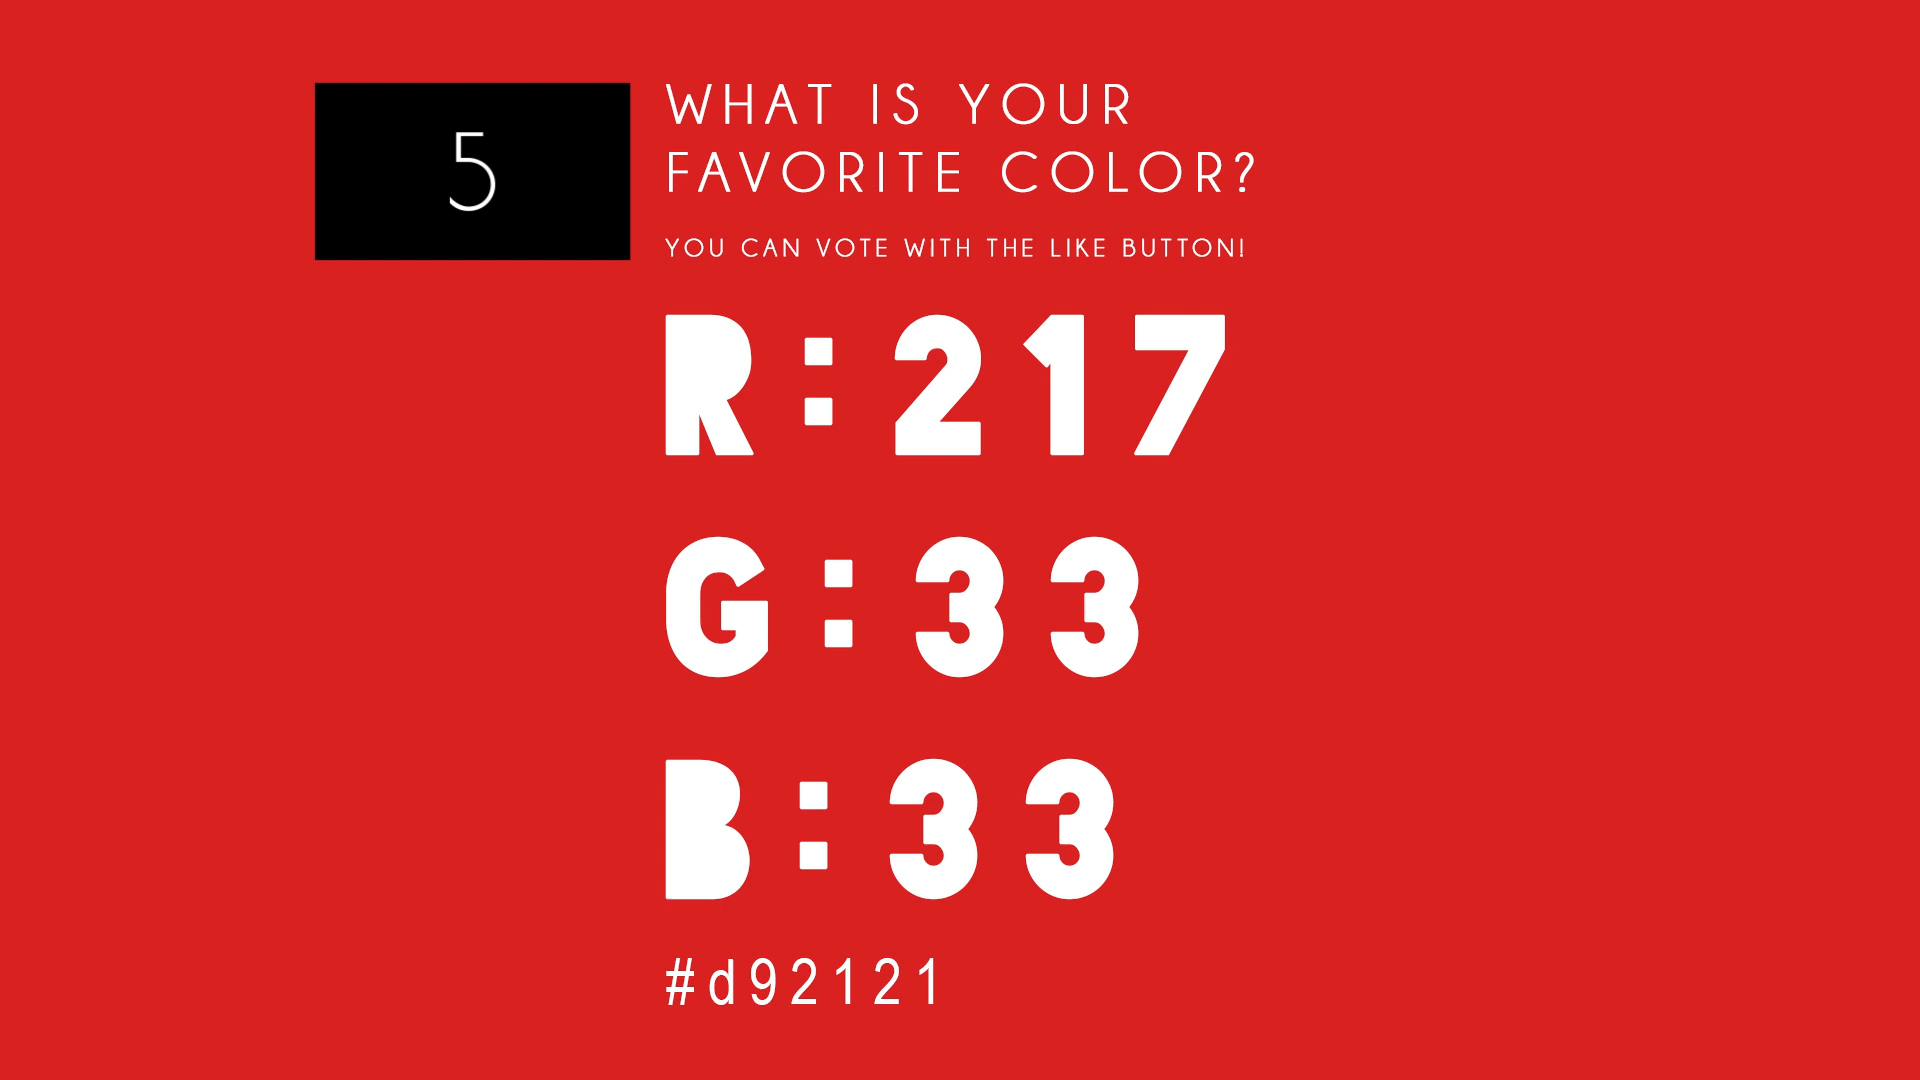 5
WHAT IS YOUR
FAVORITE COLOR?
YOU CAN VOTE WITH THE LIKE BUTTON!
R:217
G:33
B:33
#d92121